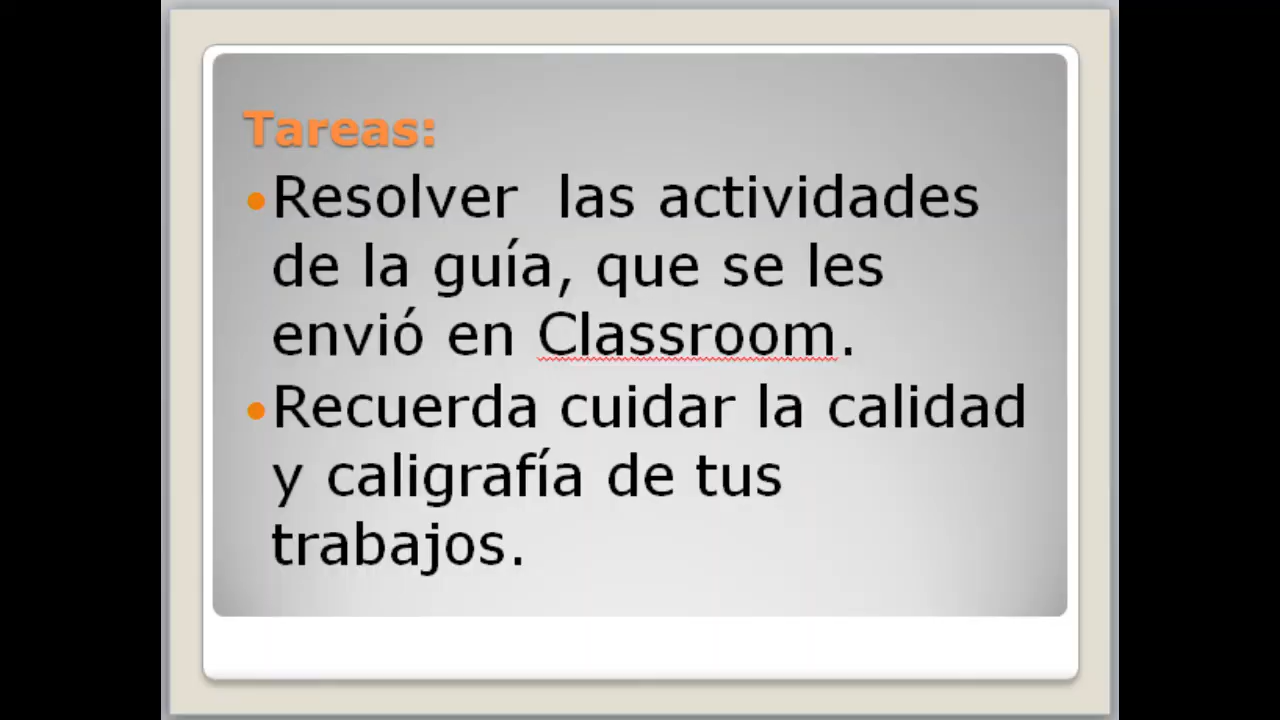 Tareas:
•Resolver las actividades
de la guía, que se les
envió en Classroom.
•Recuerda cuidar la calidad
y caligrafía de tus
trabajos.